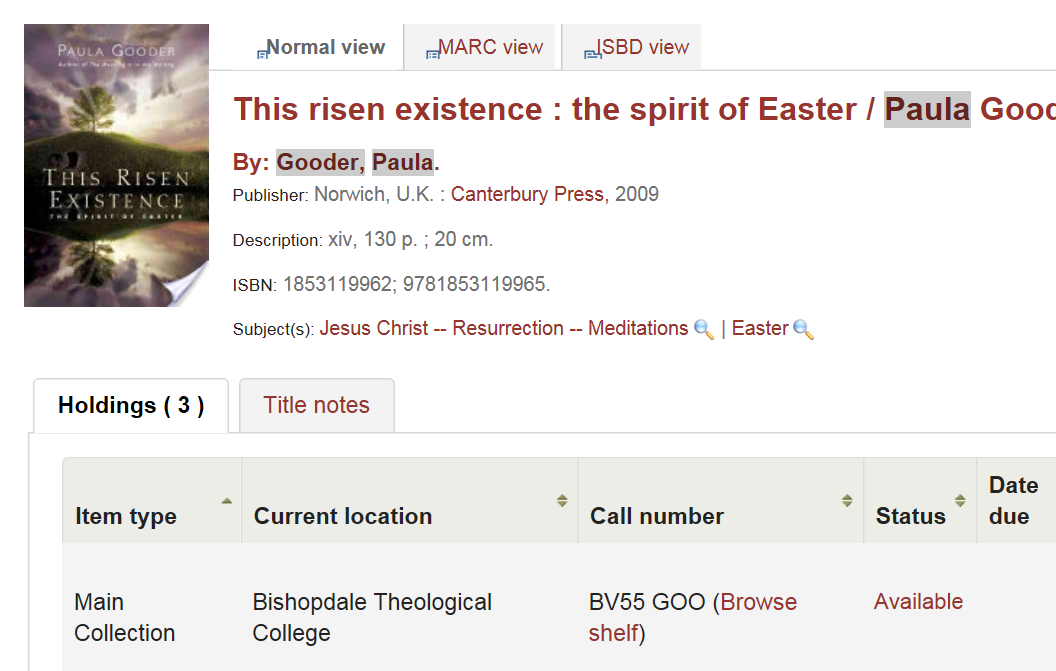 PAULA GOODER
Author of The Meaning is in the Waiting
THIS RISEN
EXISTENCE
THE SPIRIT OF EASTER
Normal view
MARC view
ISBD view
This risen existence : the spirit of Easter / Paula Good
By: Gooder, Paula.
Publisher: Norwich, U.K. : Canterbury Press, 2009
Description: xiv, 130 p. ; 20 cm.
ISBN: 1853119962; 9781853119965.
Subject(s): Jesus Christ -- Resurrection -- Meditations | Easter
Holdings ( 3 )
Title notes
Item type
Current location
Call number
Status
Date
due
Main
Collection
Bishopdale Theological
College
BV55 GOO (Browse
shelf)
Available